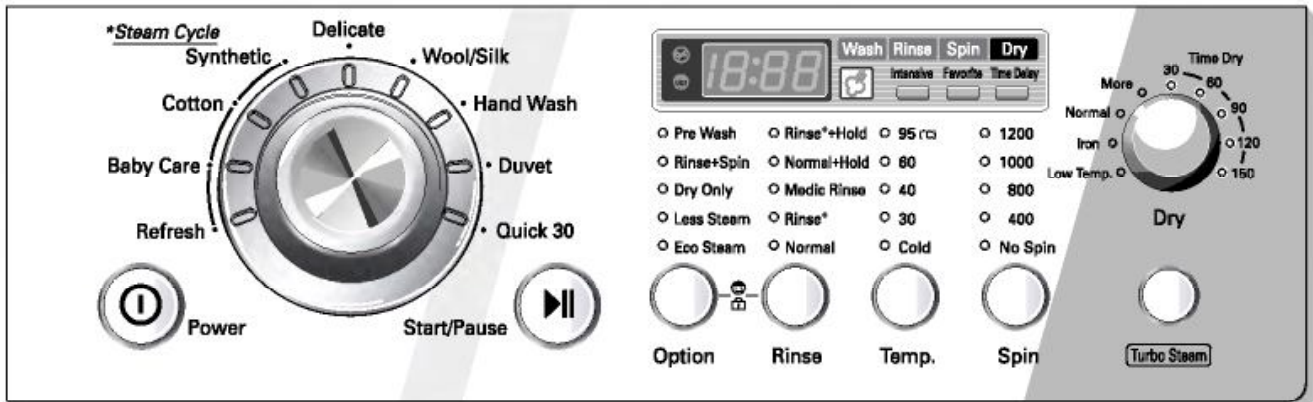 *Steam Cycle
Delicate
Synthetic
Wool/Silk
Cotton
Hand Wash
Baby Care
Duvet
Refresh
Quick 30
Power
Start/Pause
18:88
Wash Rinse Spin Dry
Intensive Favorite Time Delay
Pre Wash Rinse⁺+Hold 95 (°C) 1200
Rinse+Spin Normal+Hold 60 1000
Dry Only Medic Rinse 40 800
Less Steam Rinse⁺ 30 400
Eco Steam Normal Cold No Spin
Option Rinse Temp. Spin
Time Dry
More 30 60
Normal 90
Iron 120
Low Temp. 150
Dry
Turbo Steam